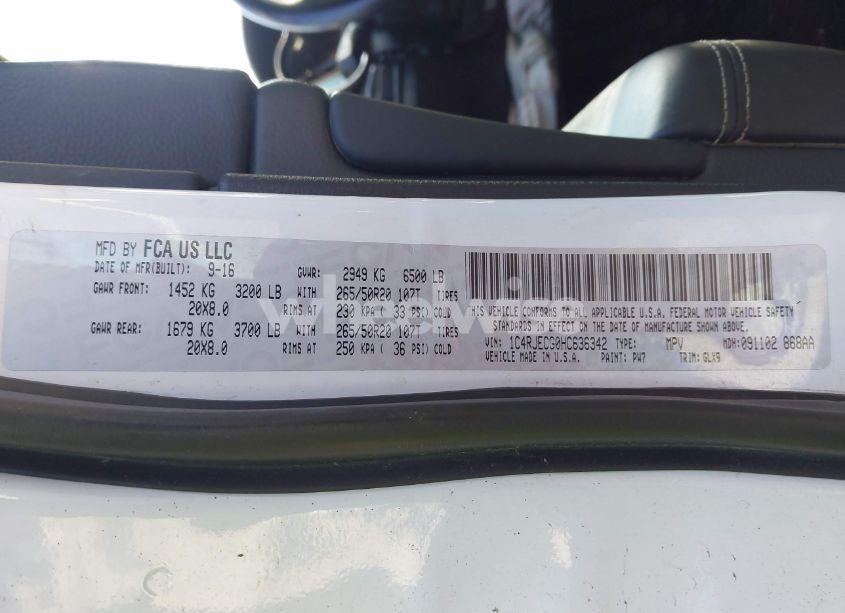 MFD BY FCA US LLC
DATE OF MFR(BUILT): 9-16 GVWR: 2949 KG 6500 LB
GAWR FRONT: 1452 KG 3200 LB WITH 265/50R20 107T TIRES
20X8.0 RIMS AT 230 KPA ( 33 PSI) COLD
GAWR REAR: 1679 KG 3700 LB WITH 265/50R20 107T TIRES
20X8.0 RIMS AT 250 KPA ( 36 PSI) COLD
THIS VEHICLE CONFORMS TO ALL APPLICABLE U.S.A. FEDERAL MOTOR VEHICLE SAFETY
STANDARDS IN EFFECT ON THE DATE OF MANUFACTURE SHOWN ABOVE.
VIN: 1C4RJECG0HC636342 TYPE: MPV MDH: 091102 868AA
VEHICLE MADE IN U.S.A. PAINT: PW7 TRIM: GLX9